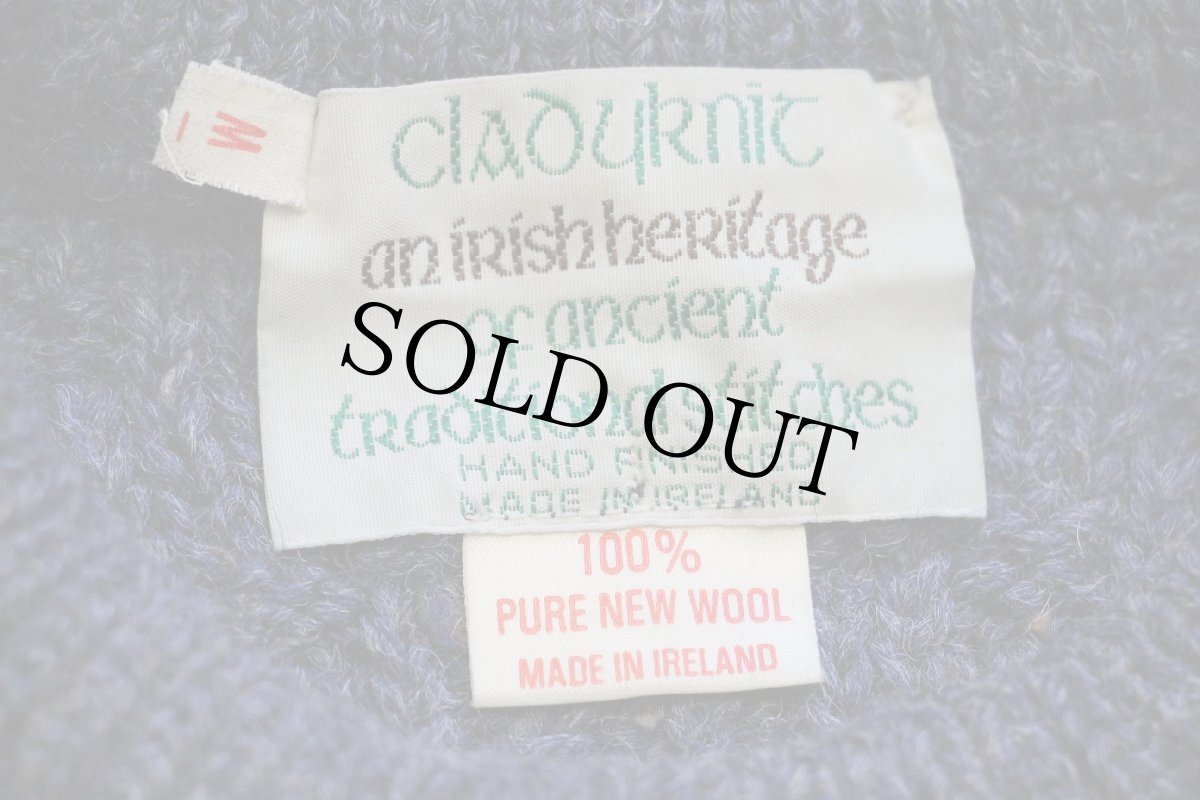 cladyknit
an irish heritage
of ancient
traditional stitches
HAND FINISHED
MADE IN IRELAND
100%
PURE NEW WOOL
MADE IN IRELAND
SOLD OUT